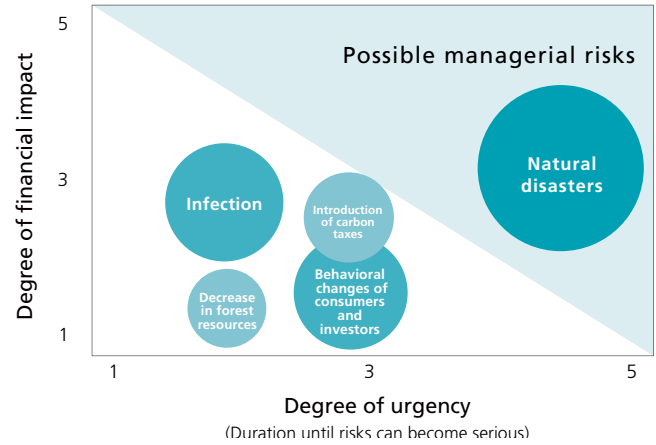 Possible managerial risks
Degree of financial impact
5
3
1
Natural
disasters
Infection
Introduction
of carbon
taxes
Behavioral
changes of
consumers
and
investors
Decrease
in forest
resources
1
3
5
Degree of urgency
(Duration until risks can become serious)